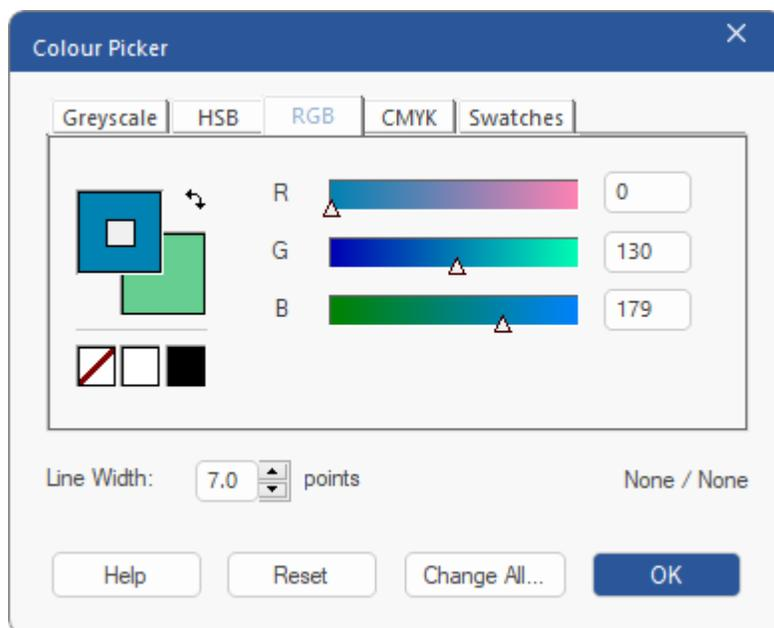 Colour Picker
Greyscale HSB RGB CMYK Swatches
R 0
G 130
B 179
Line Width: 7.0 points None / None
Help Reset Change All... OK